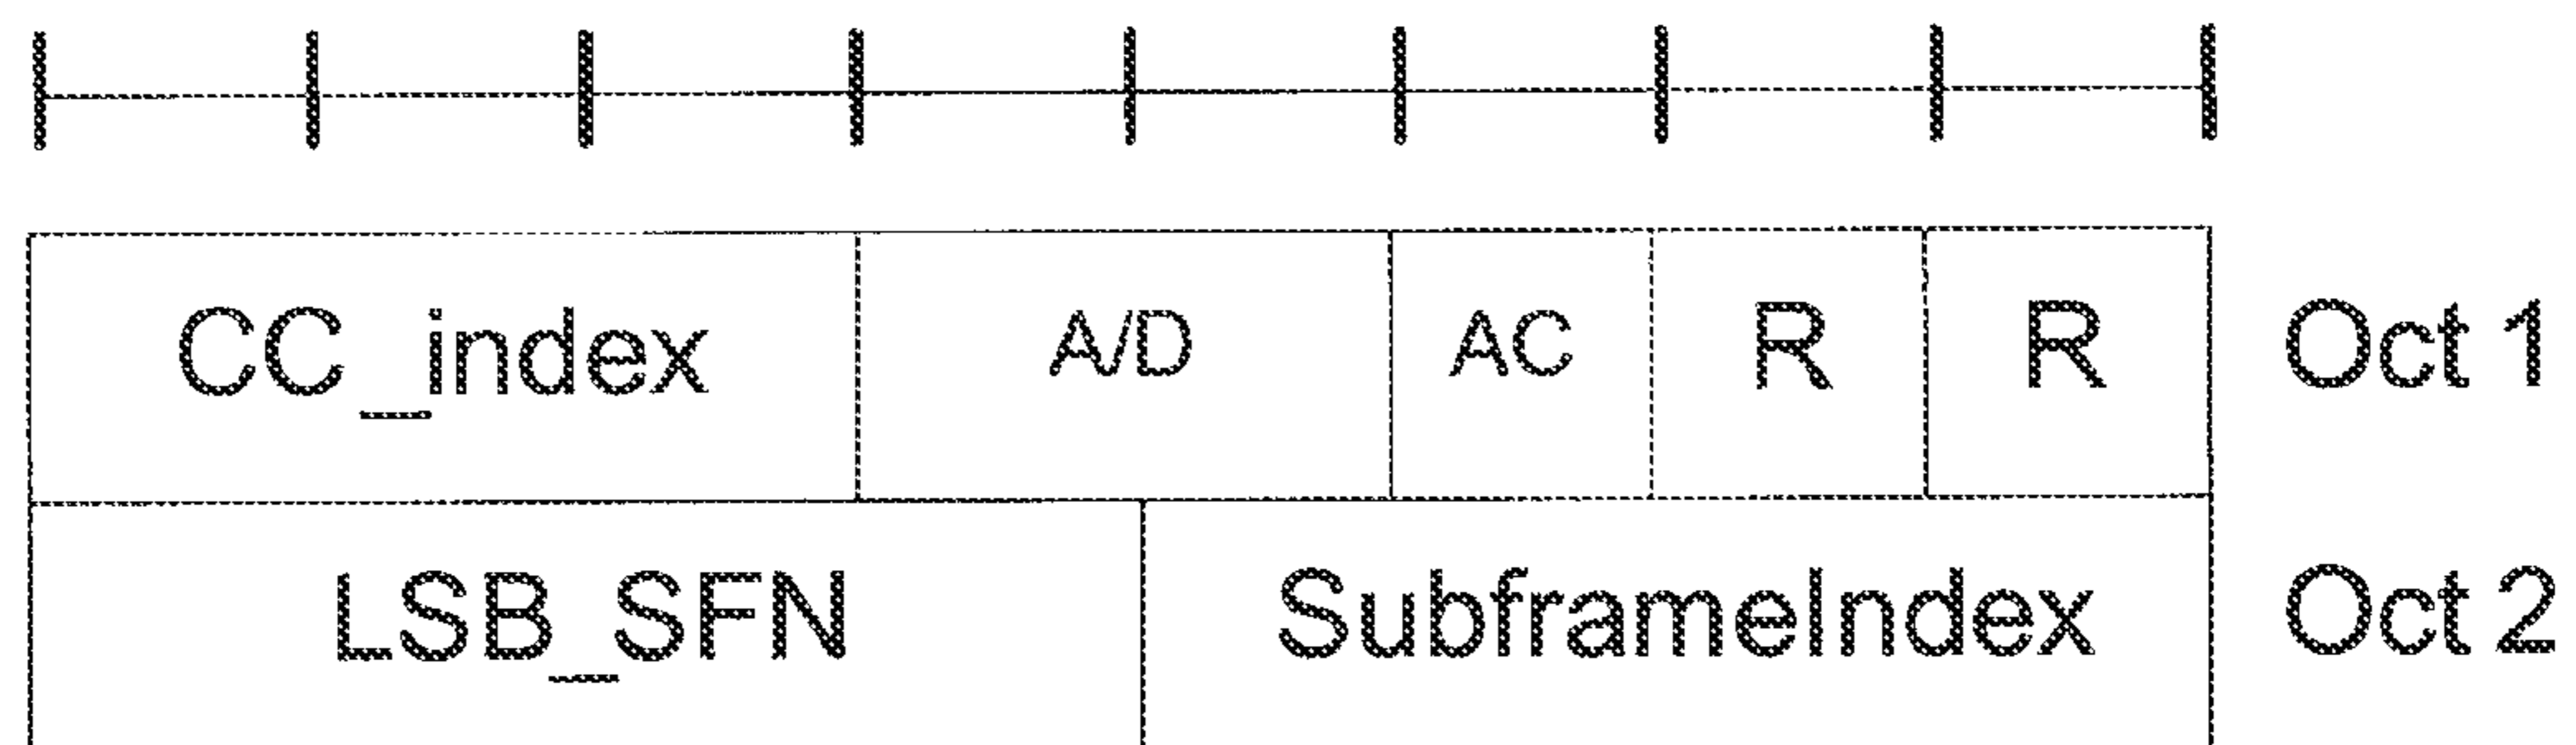 CC_index A/D AC R R Oct 1
LSB_SFN SubframeIndex Oct 2